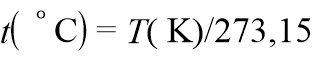 t( °C) = T( K)/273,15